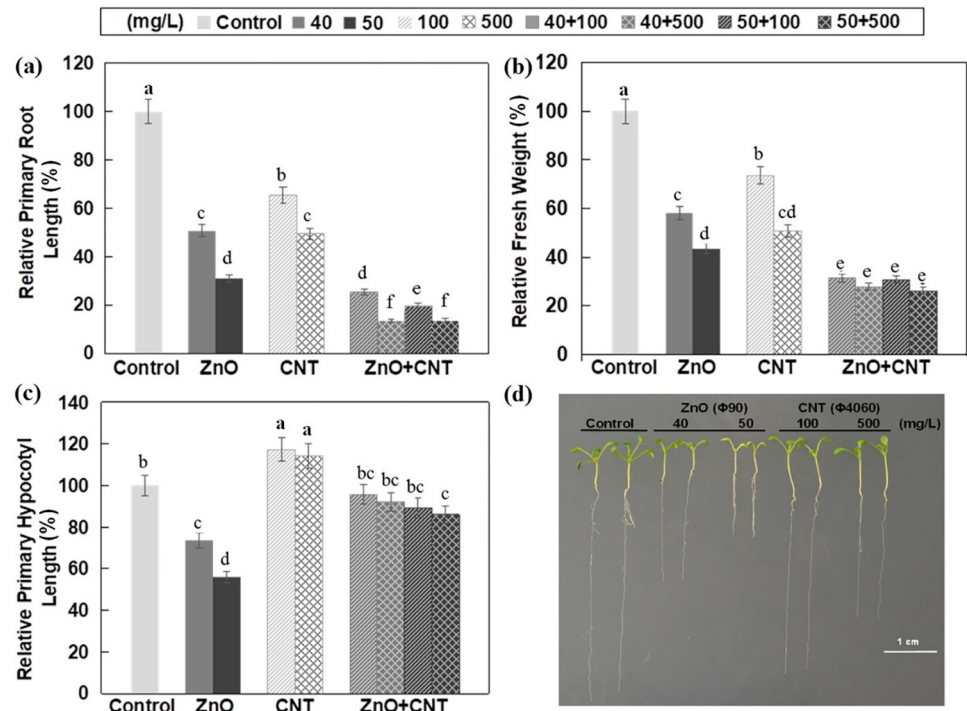 (mg/L) Control 40 50 100 500 40+100 40+500 50+100 50+500
(a)
Relative Primary Root
Length (%)
120
100
80
60
40
20
0
a
c
d
b
c
d
f
e
f
Control ZnO CNT ZnO+CNT
(b)
Relative Fresh Weight (%)
120
100
80
60
40
20
0
a
c
d
b
cd
e
e
e
e
Control ZnO CNT ZnO+CNT
(c)
Relative Primary Hypocotyl
Length (%)
140
120
100
80
60
40
20
0
b
c
d
a
a
bc
bc
bc
c
Control ZnO CNT ZnO+CNT
(d)
ZnO (Φ90) CNT (Φ4060)
Control 40 50 100 500 (mg/L)
1 cm